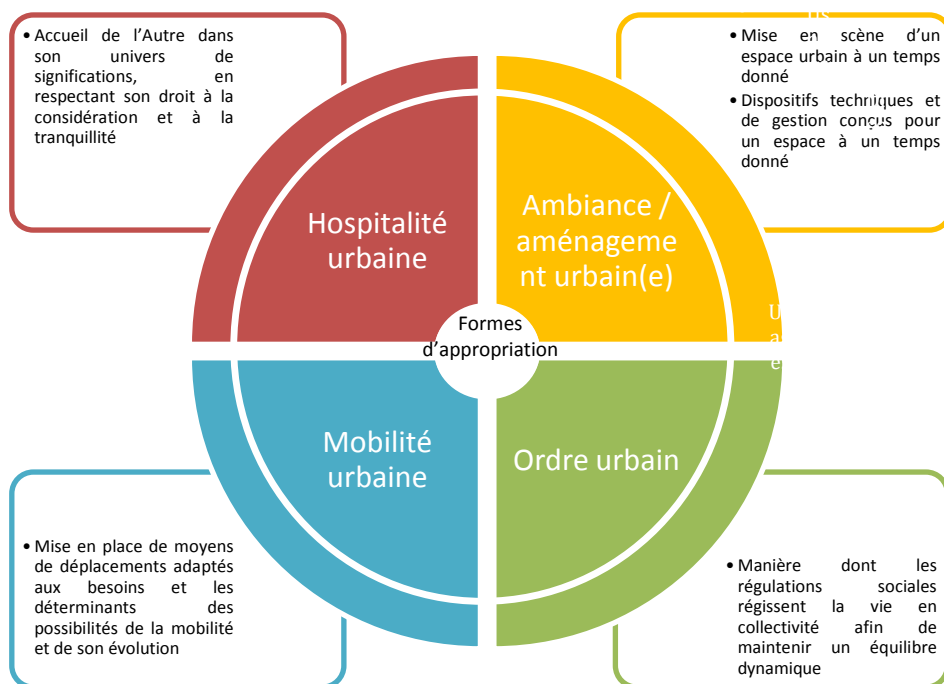 • Accueil de l’Autre dans
son univers de
significations, en
respectant son droit à la
considération et à la
tranquillité
• Mise en scène d’un
espace urbain à un temps
donné
• Dispositifs techniques et
de gestion conçus pour
un espace à un temps
donné
Hospitalité
urbaine
Ambiance /
aménageme
nt urbain(e)
Formes
d’appropriation
Mobilité
urbaine
Ordre urbain
• Mise en place de moyens
de déplacements adaptés
aux besoins et les
déterminants des
possibilités de la mobilité
et de son évolution
• Manière dont les
régulations sociales
régissent la vie en
collectivité afin de
maintenir un équilibre
dynamique